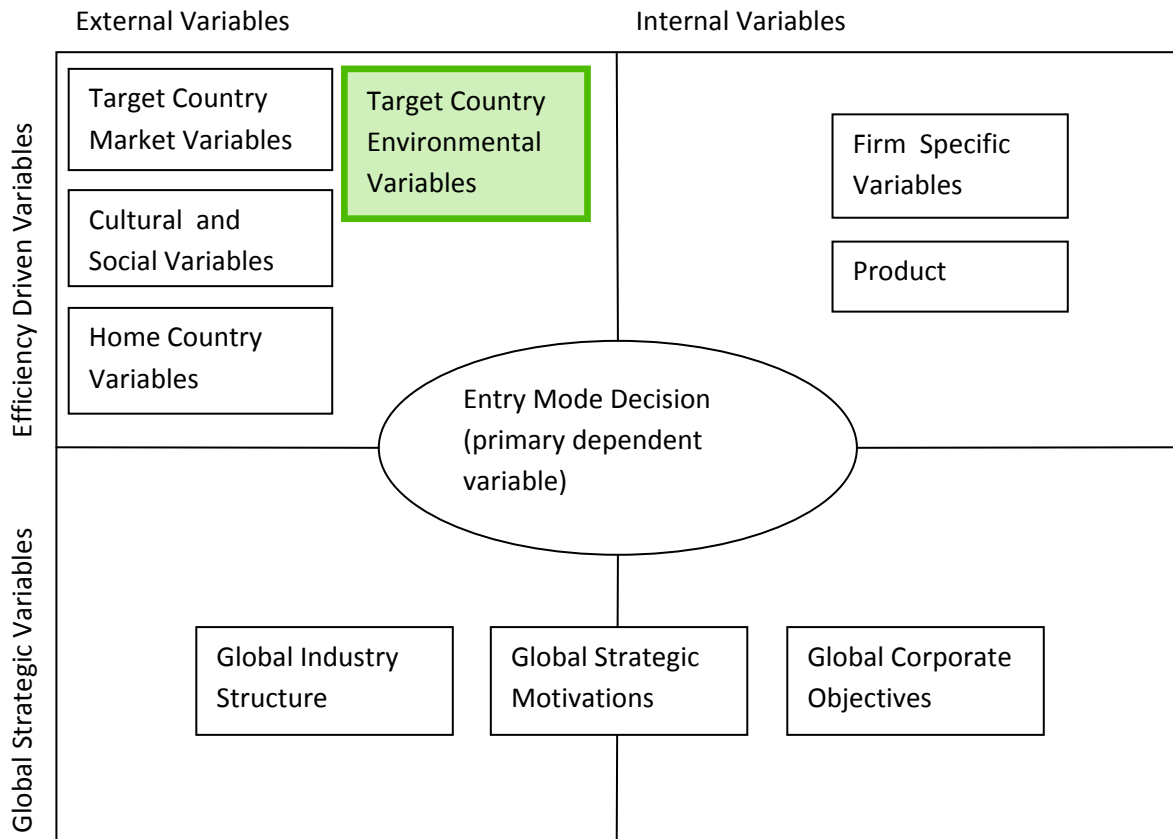 External Variables
Internal Variables
Efficiency Driven Variables
Target Country
Market Variables
Target Country
Environmental
Variables
Cultural and
Social Variables
Home Country
Variables
Firm Specific
Variables
Product
Entry Mode Decision
(primary dependent
variable)
Global Strategic Variables
Global Industry
Structure
Global Strategic
Motivations
Global Corporate
Objectives